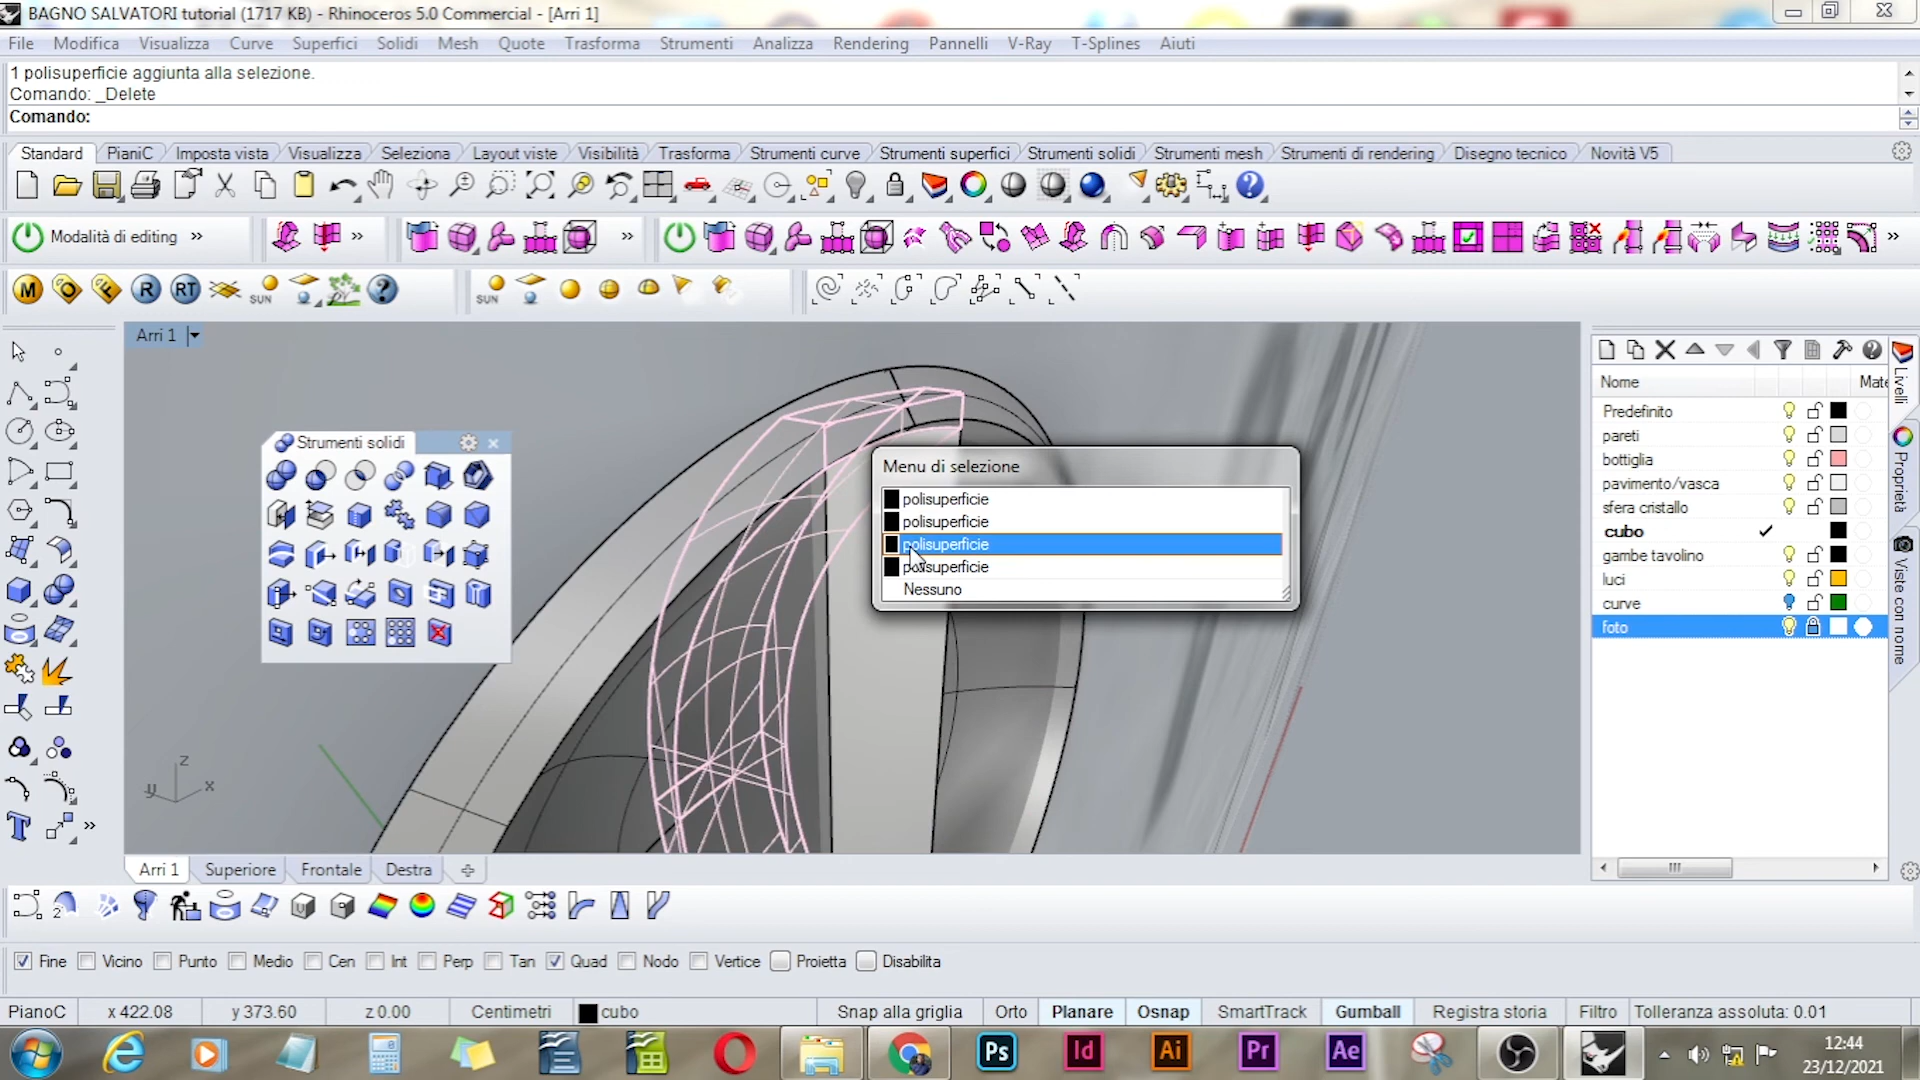 BAGNO SALVATORI tutorial (1717 KB) - Rhinoceros 5.0 Commercial - [Arri 1]
File Modifica Visualizza Curve Superfici Solidi Mesh Quote Trasforma Strumenti Analizza Rendering Pannelli V-Ray T-Splines Aiuti
1 polisuperficie aggiunta alla selezione.
Comando: _Delete
Comando:
Standard PianiC Imposta vista Visualizza Seleziona Layout viste Visibilità Trasforma Strumenti curve Strumenti superfici Strumenti solidi Strumenti mesh Strumenti di rendering Disegno tecnico Novità V5
Modalità di editing » » » »
M O F R RT SUN SUN
Arri 1
Strumenti solidi
Menu di selezione
polisuperficie
polisuperficie
polisuperficie
polisuperficie
Nessuno
z
y x
Nome Mate
Predefinito
pareti
bottiglia
pavimento/vasca
sfera cristallo
cubo
gambe tavolino
luci
curve
foto
Livelli
Proprietà
Viste con nome
Arri 1 Superiore Frontale Destra
Fine Vicino Punto Medio Cen Int Perp Tan Quad Nodo Vertice Proietta Disabilita
PianoC x 422.08 y 373.60 z 0.00 Centimetri cubo Snap alla griglia Orto Planare Osnap SmartTrack Gumball Registra storia Filtro Tolleranza assoluta: 0.01
Ps Id Ai Pr Ae
12:44
23/12/2021